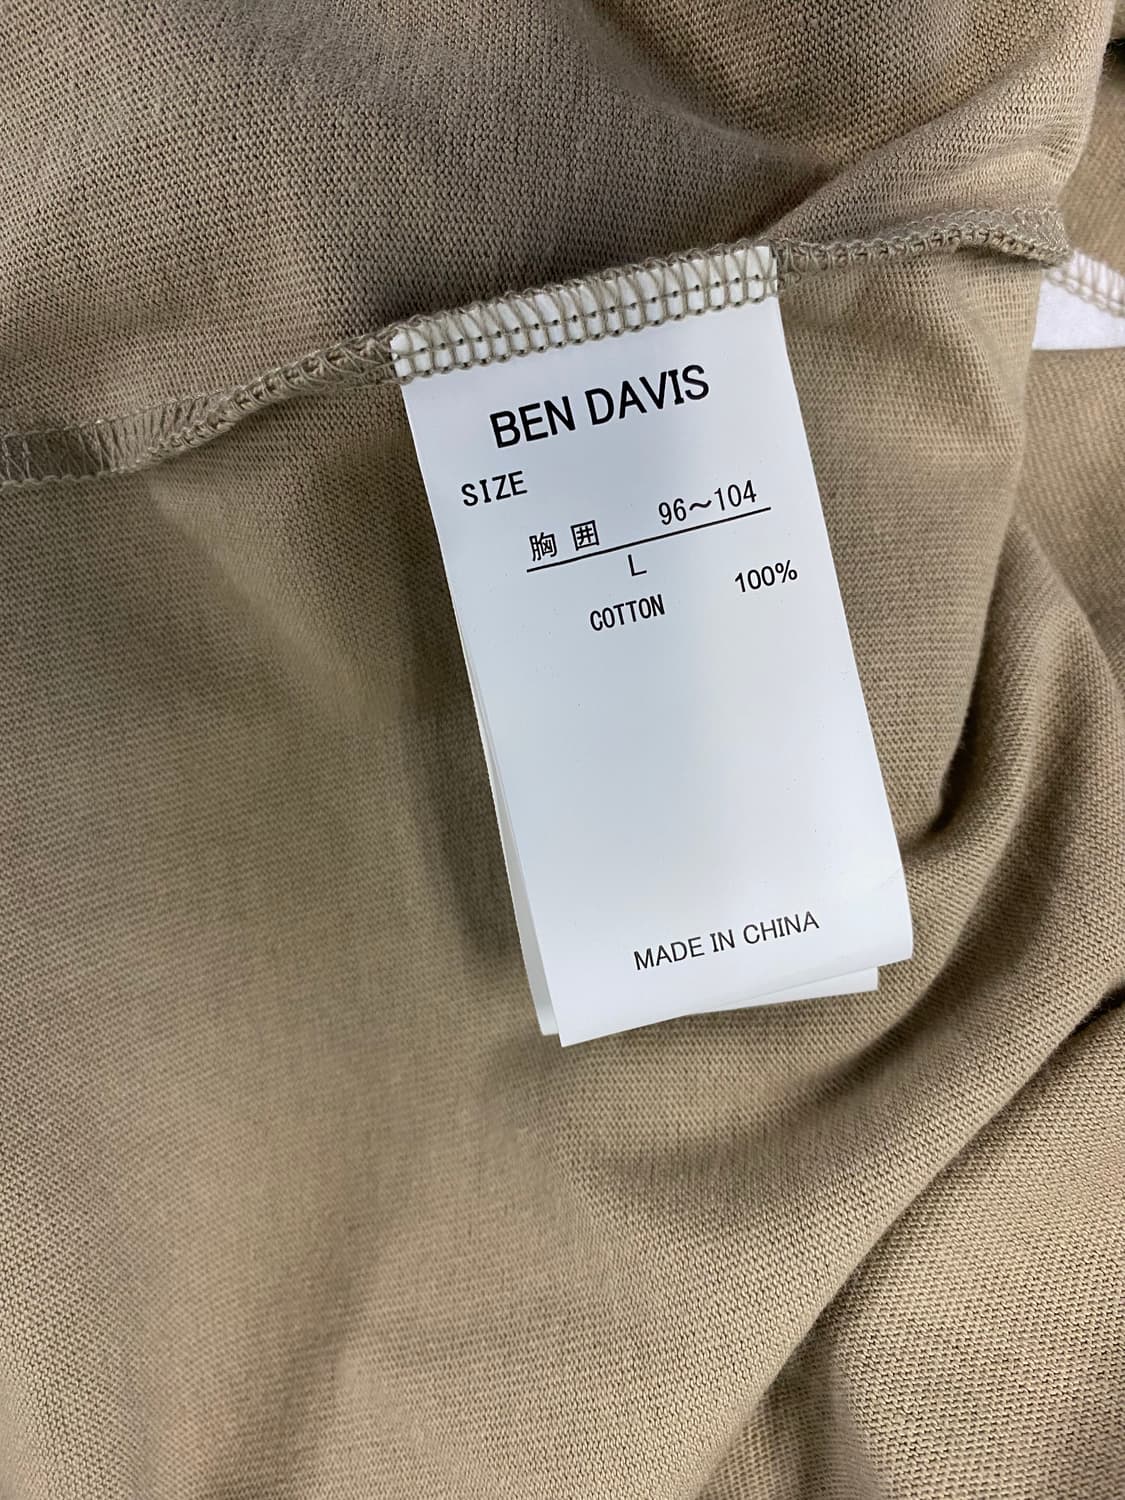 BEN DAVIS
SIZE
胸囲 96～104
L
COTTON 100%
MADE IN CHINA